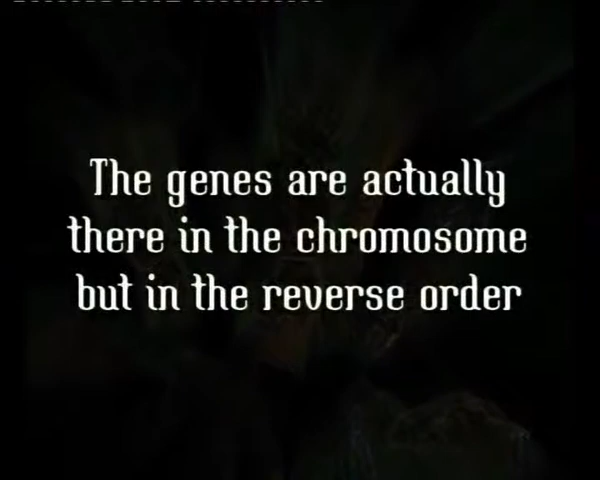 The genes are actually
there in the chromosome
but in the reverse order